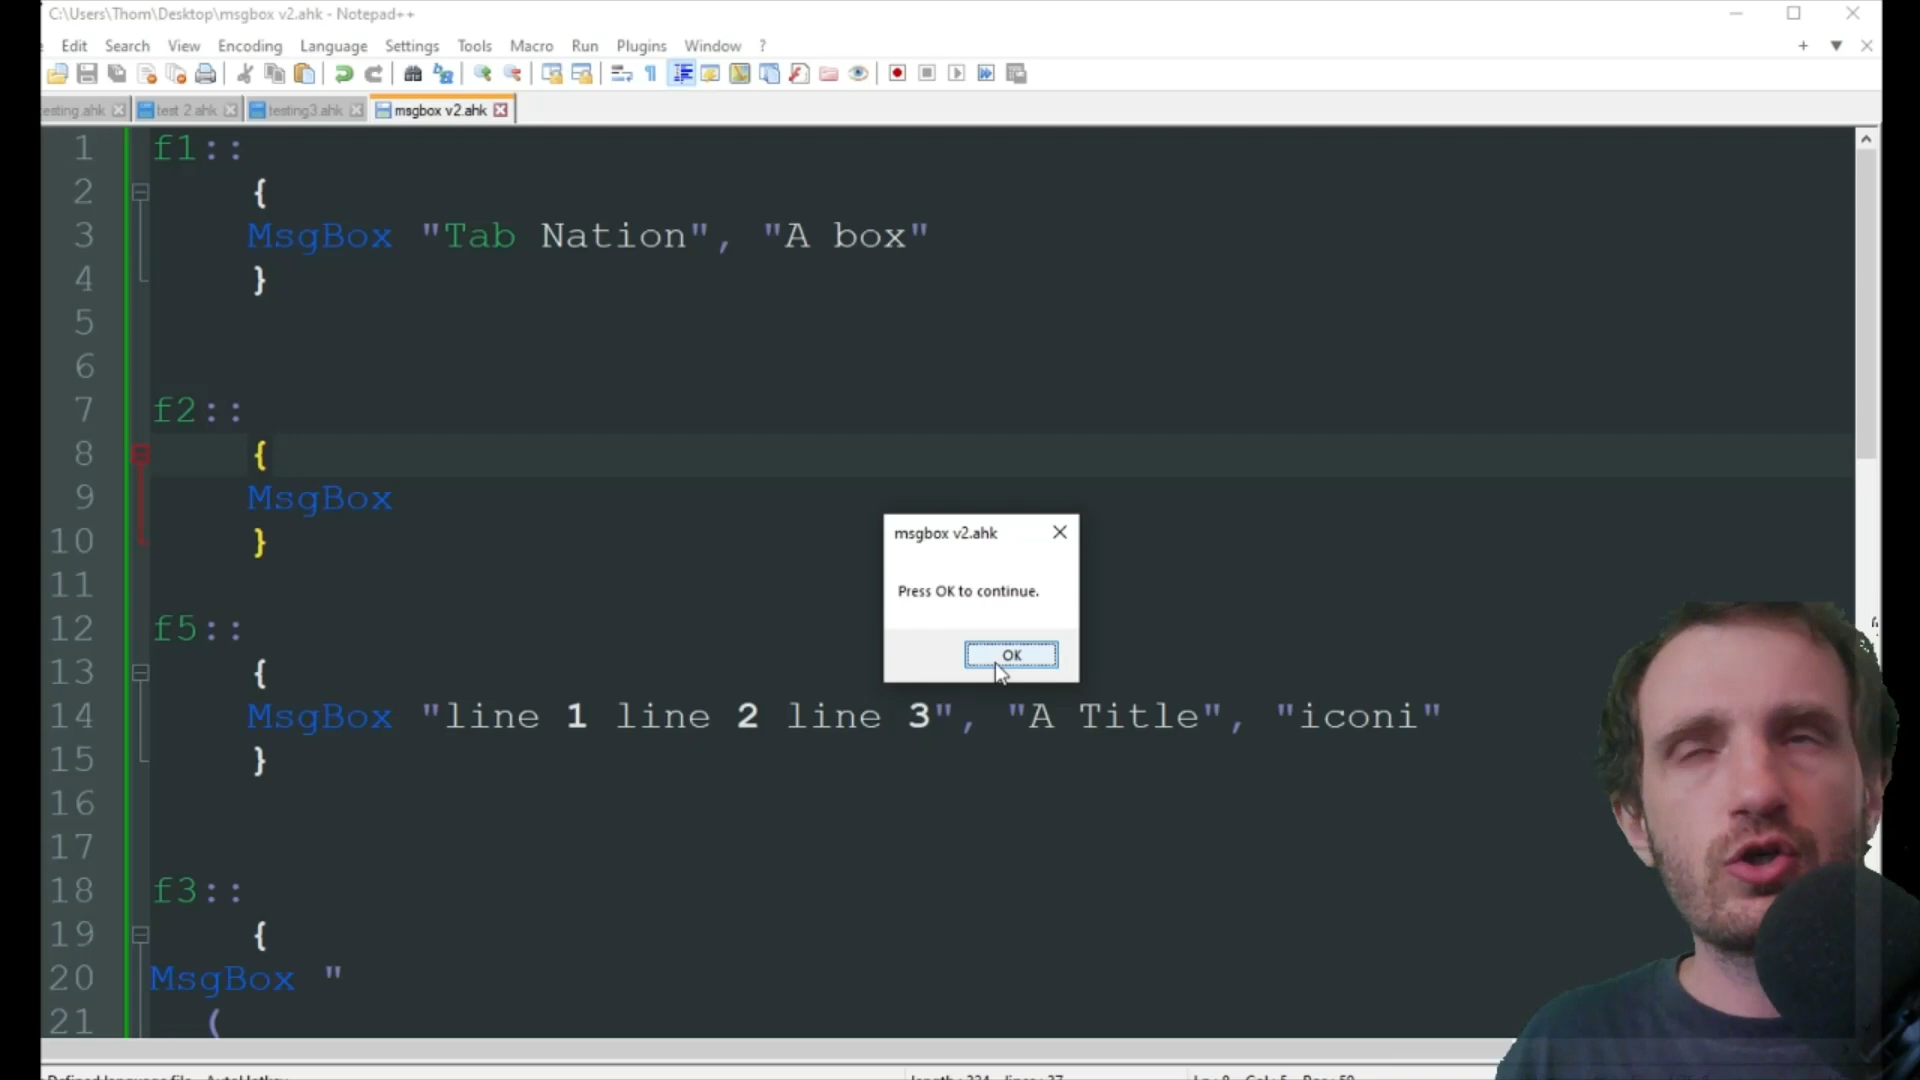 C:\Users\Thom\Desktop\msgbox v2.ahk - Notepad++
Edit Search View Encoding Language Settings Tools Macro Run Plugins Window ?
esting.ahk test 2.ahk testing3.ahk msgbox v2.ahk
1 f1::
2 {
3 MsgBox "Tab Nation", "A box"
4 }
5
6
7 f2::
8 {
9 MsgBox
10 }
11
12 f5::
13 {
14 MsgBox "line 1 line 2 line 3", "A Title", "iconi"
15 }
16
17
18 f3::
19 {
20 MsgBox "
21 (
msgbox v2.ahk
Press OK to continue.
OK